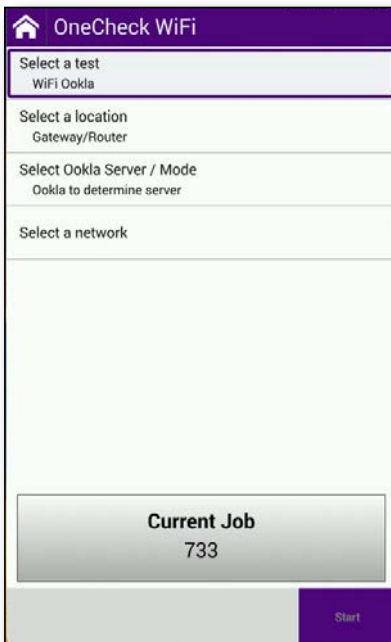 OneCheck WiFi
Select a test
WiFi Ookla
Select a location
Gateway/Router
Select Ookla Server / Mode
Ookla to determine server
Select a network
Current Job
733
Start